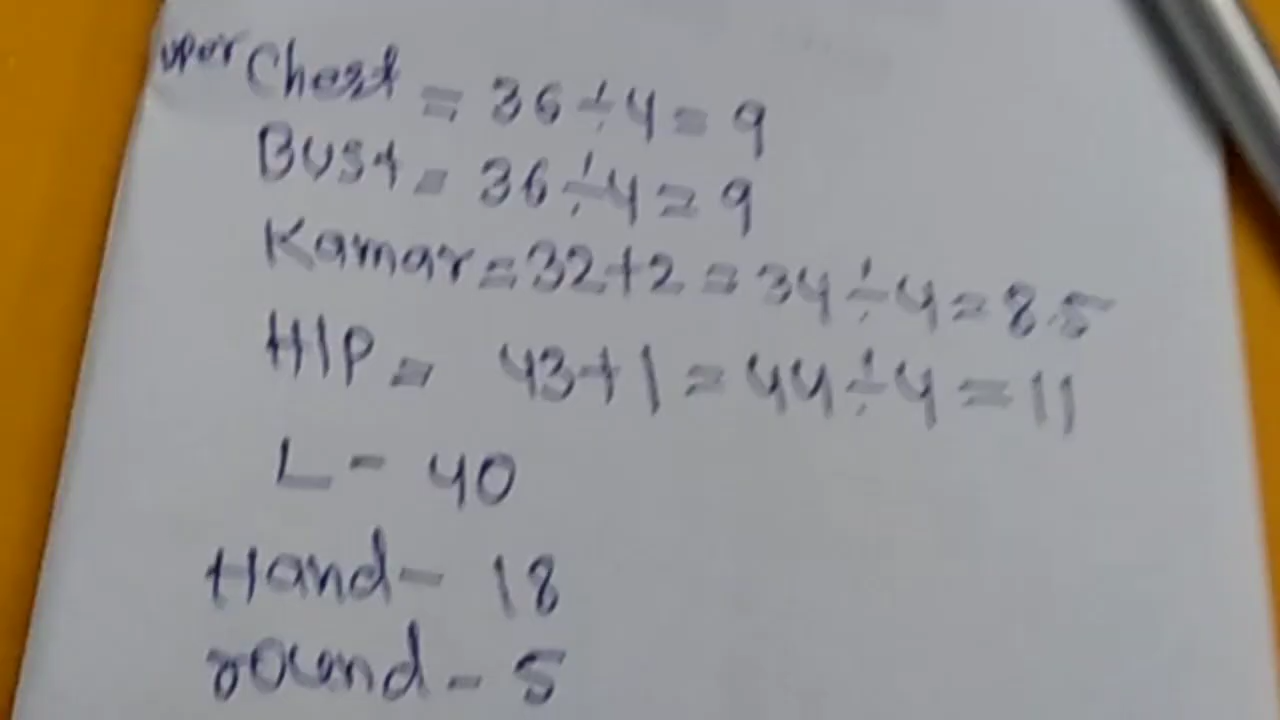 uper Chest = 36 ÷ 4 = 9
Bust = 36 ÷ 4 = 9
Kamar = 32 + 2 = 34 ÷ 4 = 8.5
HIP = 43 + 1 = 44 ÷ 4 = 11
L - 40
Hand - 18
round - 5